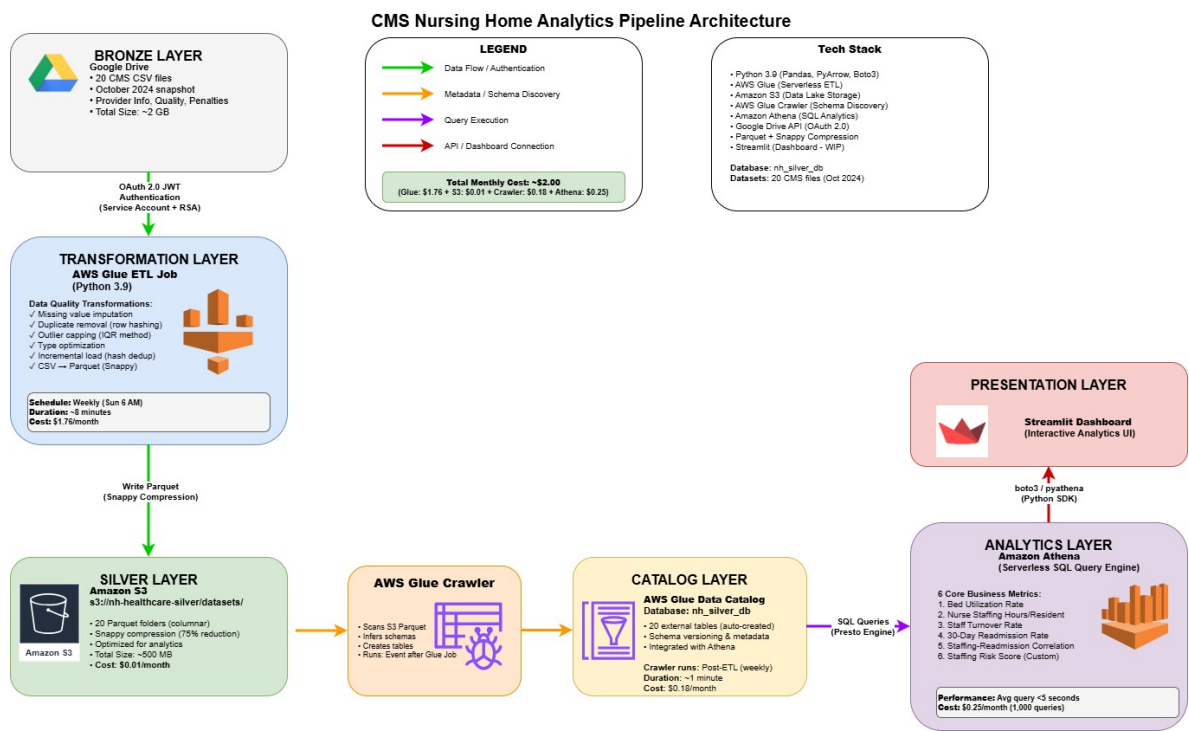 CMS Nursing Home Analytics Pipeline Architecture
BRONZE LAYER
Google Drive
• 20 CMS CSV files
• October 2024 snapshot
• Provider Info, Quality, Penalties
• Total Size: ~2 GB
LEGEND
Data Flow / Authentication
Metadata / Schema Discovery
Query Execution
API / Dashboard Connection
Total Monthly Cost: ~$2.00
(Glue: $1.76 + S3: $0.01 + Crawler: $0.18 + Athena: $0.25)
Tech Stack
• Python 3.9 (Pandas, PyArrow, Boto3)
• AWS Glue (Serverless ETL)
• Amazon S3 (Data Lake Storage)
• AWS Glue Crawler (Schema Discovery)
• Amazon Athena (SQL Analytics)
• Google Drive API (OAuth 2.0)
• Parquet + Snappy Compression
• Streamlit (Dashboard - WIP)
Database: nh_silver_db
Datasets: 20 CMS files (Oct 2024)
OAuth 2.0 JWT
Authentication
(Service Account + RSA)
TRANSFORMATION LAYER
AWS Glue ETL Job
(Python 3.9)
Data Quality Transformations:
✓ Missing value imputation
✓ Duplicate removal (row hashing)
✓ Outlier capping (IQR method)
✓ Type optimization
✓ Incremental load (hash dedup)
✓ CSV → Parquet (Snappy)
Schedule: Weekly (Sun 6 AM)
Duration: ~8 minutes
Cost: $1.76/month
Write Parquet
(Snappy Compression)
SILVER LAYER
Amazon S3
s3://nh-healthcare-silver/datasets/
• 20 Parquet folders (columnar)
• Snappy compression (75% reduction)
• Optimized for analytics
• Total Size: ~500 MB
• Cost: $0.01/month
Amazon S3
AWS Glue Crawler
• Scans S3 Parquet
• Infers schemas
• Creates tables
• Runs: Event after Glue Job
CATALOG LAYER
AWS Glue Data Catalog
Database: nh_silver_db
• 20 external tables (auto-created)
• Schema versioning & metadata
• Integrated with Athena
Crawler runs: Post-ETL (weekly)
Duration: ~1 minute
Cost: $0.18/month
SQL Queries
(Presto Engine)
PRESENTATION LAYER
Streamlit Dashboard
(Interactive Analytics UI)
boto3 / pyathena
(Python SDK)
ANALYTICS LAYER
Amazon Athena
(Serverless SQL Query Engine)
6 Core Business Metrics:
1. Bed Utilization Rate
2. Nurse Staffing Hours/Resident
3. Staff Turnover Rate
4. 30-Day Readmission Rate
5. Staffing-Readmission Correlation
6. Staffing Risk Score (Custom)
Performance: Avg query <5 seconds
Cost: $0.25/month (1,000 queries)